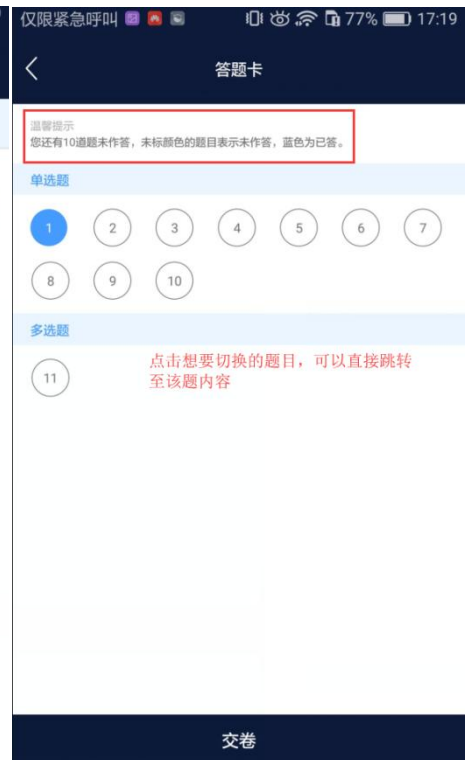 仅限紧急呼叫 77% 17:19
答题卡
温馨提示
您还有10道题未作答，未标颜色的题目表示未作答，蓝色为已答。
单选题
1 2 3 4 5 6 7
8 9 10
多选题
11
点击想要切换的题目，可以直接跳转
至该题内容
交卷